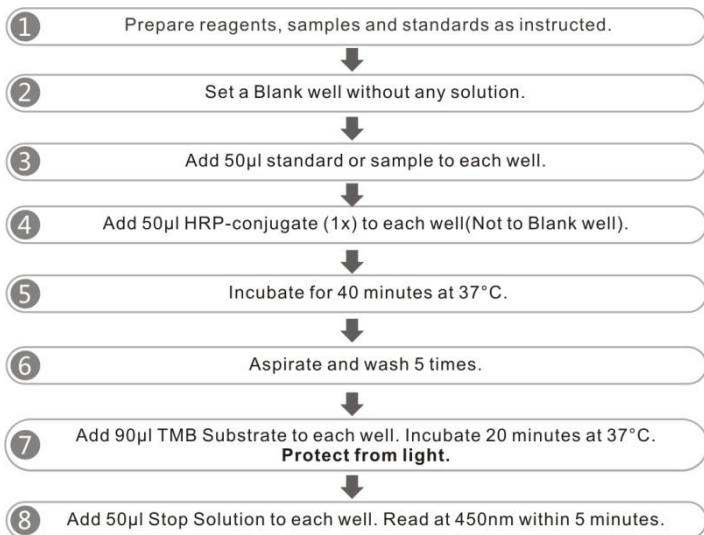 1 Prepare reagents, samples and standards as instructed.
2 Set a Blank well without any solution.
3 Add 50µl standard or sample to each well.
4 Add 50µl HRP-conjugate (1x) to each well(Not to Blank well).
5 Incubate for 40 minutes at 37°C.
6 Aspirate and wash 5 times.
7 Add 90µl TMB Substrate to each well. Incubate 20 minutes at 37°C.
Protect from light.
8 Add 50µl Stop Solution to each well. Read at 450nm within 5 minutes.